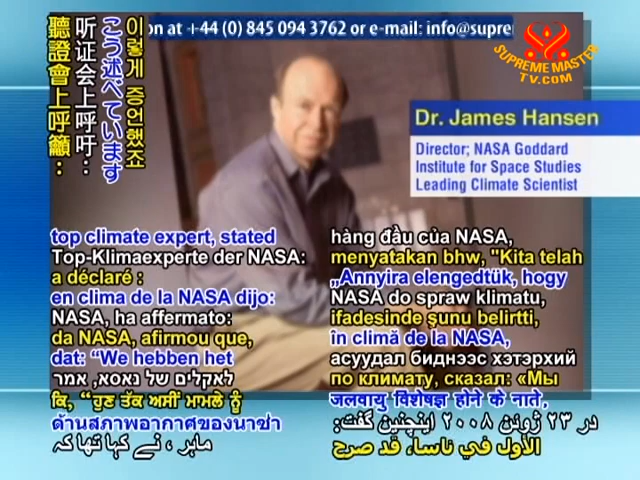 on at +44 (0) 845 094 3762 or e-mail: info@suprem
SUPREME MASTER
TV.COM
聽證會上呼籲：
听证会上呼吁：
こう述べています
이렇게 증언했죠
Dr. James Hansen
Director; NASA Goddard
Institute for Space Studies
Leading Climate Scientist
top climate expert, stated
Top-Klimaexperte der NASA:
a déclaré :
en clima de la NASA dijo:
NASA, ha affermato:
da NASA, afirmou que,
dat: “We hebben het
לאקלים של נאסא, אמר
ਕਿ, “ਹੁਣ ਤੱਕ ਅਸੀਂ ਮਾਮਲੇ ਨੂੰ
ด้านสภาพอากาศของนาซ่า
ماہر ، نے کہا تھا کہ
hàng đầu của NASA,
menyatakan bhw, "Kita telah
„Annyira elengedtük, hogy
NASA do spraw klimatu,
ifadesinde şunu belirtti,
în climă de la NASA,
асуудал биднээс хэтэрхий
по климату, сказал: «Мы
जलवायु विशेषज्ञ होने के नाते,
در ۲۳ ژوئن ۲۰۰۸ اینچنین گفت:
الأول في ناسا، قد صرح